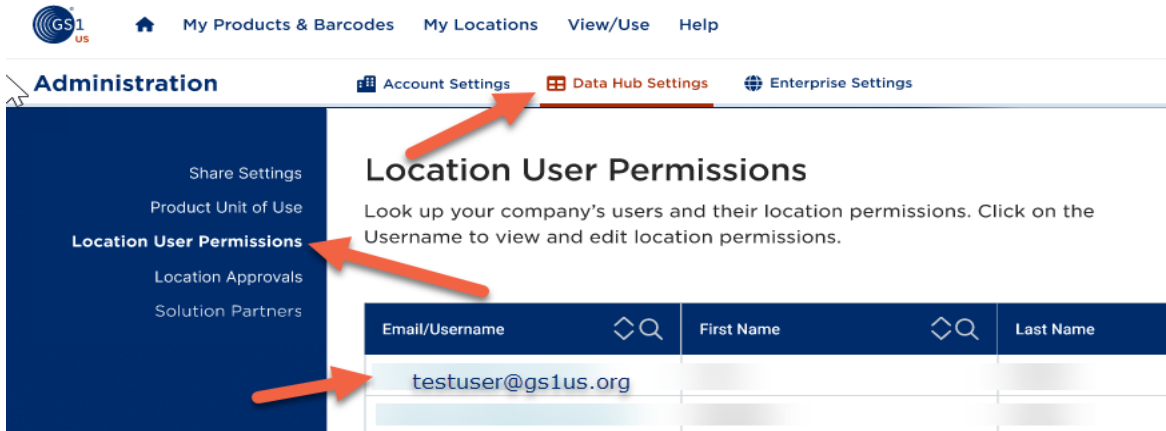 GS1 US My Products & Barcodes My Locations View/Use Help
Administration Account Settings Data Hub Settings Enterprise Settings
Share Settings
Product Unit of Use
Location User Permissions
Location Approvals
Solution Partners
Location User Permissions
Look up your company's users and their location permissions. Click on the
Username to view and edit location permissions.
Email/Username First Name Last Name
testuser@gs1us.org